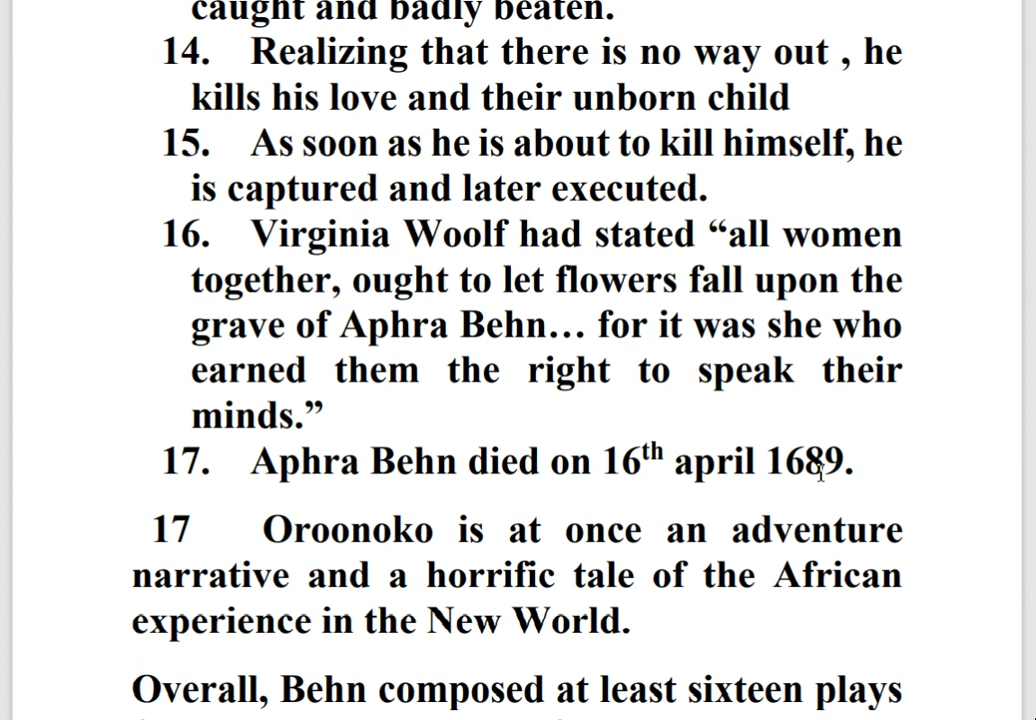 caught and badly beaten.
14. Realizing that there is no way out , he
kills his love and their unborn child
15. As soon as he is about to kill himself, he
is captured and later executed.
16. Virginia Woolf had stated “all women
together, ought to let flowers fall upon the
grave of Aphra Behn… for it was she who
earned them the right to speak their
minds.”
17. Aphra Behn died on 16th april 1689.
17 Oroonoko is at once an adventure
narrative and a horrific tale of the African
experience in the New World.
Overall, Behn composed at least sixteen plays